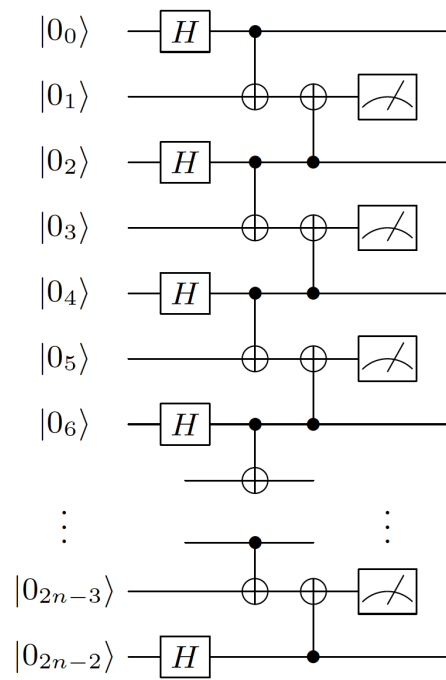 |0₀⟩ H
|0₁⟩
|0₂⟩ H
|0₃⟩
|0₄⟩ H
|0₅⟩
|0₆⟩ H
⋮ ⋮
|0₂ₙ₋₃⟩
|0₂ₙ₋₂⟩ H